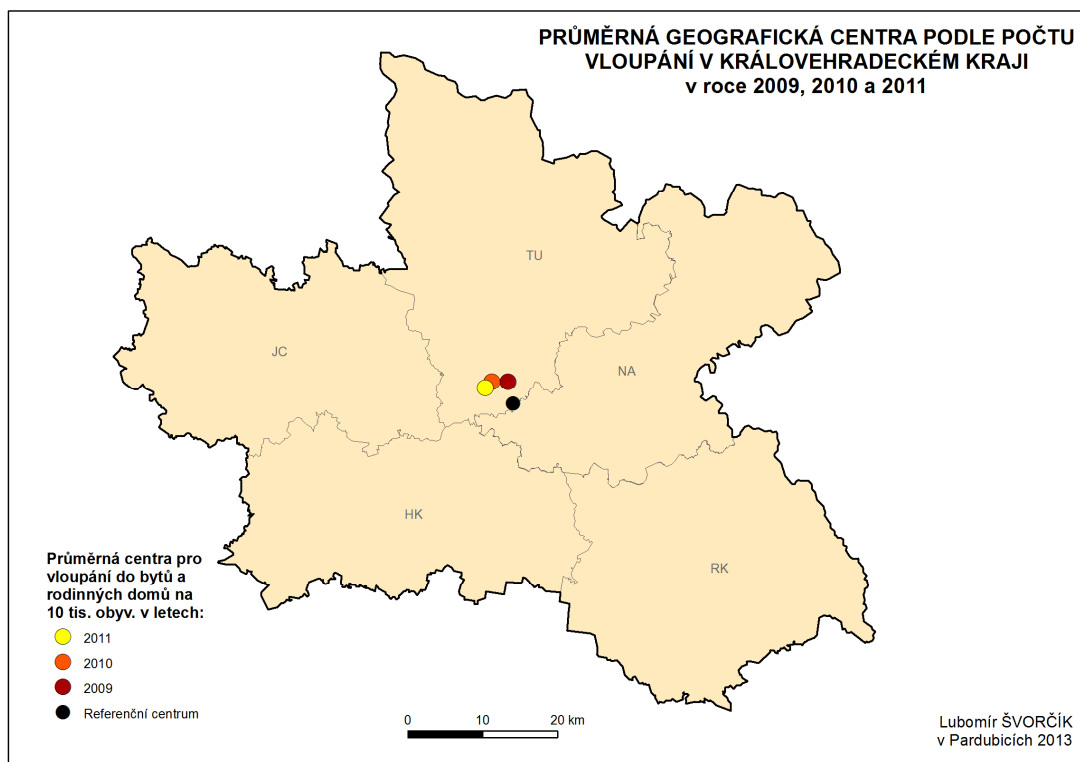 PRŮMĚRNÁ GEOGRAFICKÁ CENTRA PODLE POČTU
VLOUPÁNÍ V KRÁLOVEHRADECKÉM KRAJI
v roce 2009, 2010 a 2011
TU
JC
NA
HK
RK
Průměrná centra pro
vloupání do bytů a
rodinných domů na
10 tis. obyv. v letech:
2011
2010
2009
Referenční centrum
0 10 20 km
Lubomír ŠVORČÍK
v Pardubicích 2013